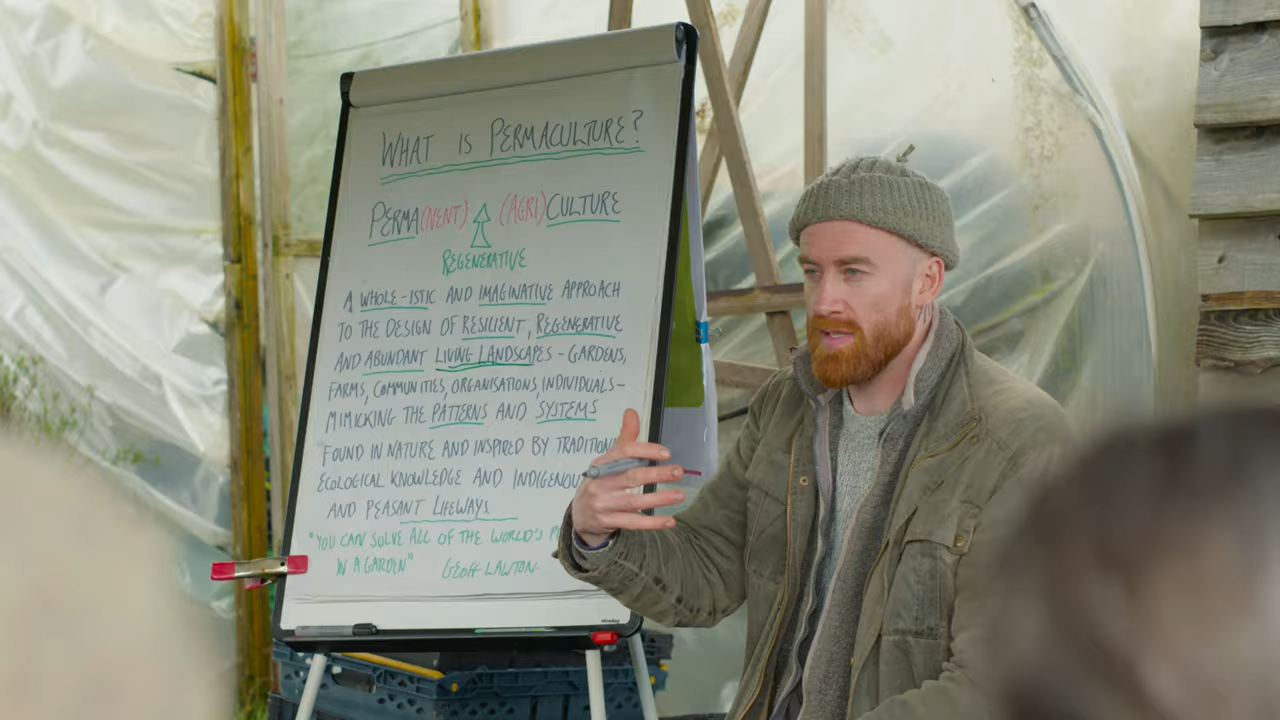 WHAT IS PERMACULTURE?
PERMA(NENT) (AGRI)CULTURE
REGENERATIVE
A WHOLE-ISTIC AND IMAGINATIVE APPROACH
TO THE DESIGN OF RESILIENT, REGENERATIVE
AND ABUNDANT LIVING LANDSCAPES - GARDENS,
FARMS, COMMUNITIES, ORGANISATIONS, INDIVIDUALS -
MIMICKING THE PATTERNS AND SYSTEMS
FOUND IN NATURE AND INSPIRED BY TRADITION
ECOLOGICAL KNOWLEDGE AND INDIGENOU
AND PEASANT LIFEWAYS
"YOU CAN SOLVE ALL OF THE WORLD'S
IN A GARDEN" GEOFF LAWTON.